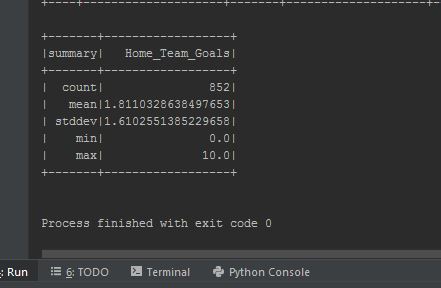 +-------+------------------+
|summary|   Home_Team_Goals|
+-------+------------------+
|  count|               852|
|   mean|1.8110328638497653|
| stddev|1.6102551385229658|
|    min|               0.0|
|    max|              10.0|
+-------+------------------+
Process finished with exit code 0
: Run 6: TODO Terminal Python Console